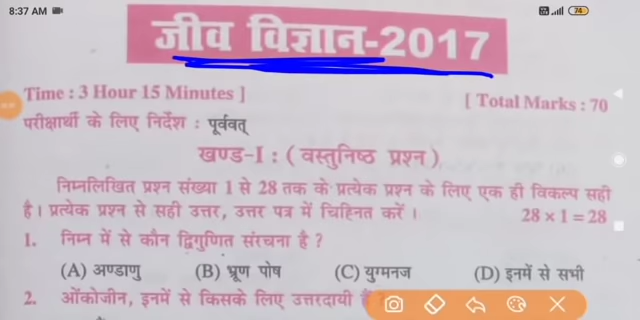 8:37 AM
74
जीव विज्ञान-2017
Time : 3 Hour 15 Minutes ]
[ Total Marks : 70
परीक्षार्थी के लिए निर्देश : पूर्ववत्
खण्ड-I : ( वस्तुनिष्ठ प्रश्न )
निम्नलिखित प्रश्न संख्या 1 से 28 तक के प्रत्येक प्रश्न के लिए एक ही विकल्प सही
है। प्रत्येक प्रश्न से सही उत्तर, उत्तर पत्र में चिह्नित करें । 28 × 1 = 28
1. निम्न में से कौन द्विगुणित संरचना है ?
(A) अण्डाणु (B) भ्रूण पोष (C) युग्मनज (D) इनमें से सभी
2. ओंकोजीन, इनमें से किसके लिए उत्तरदायी